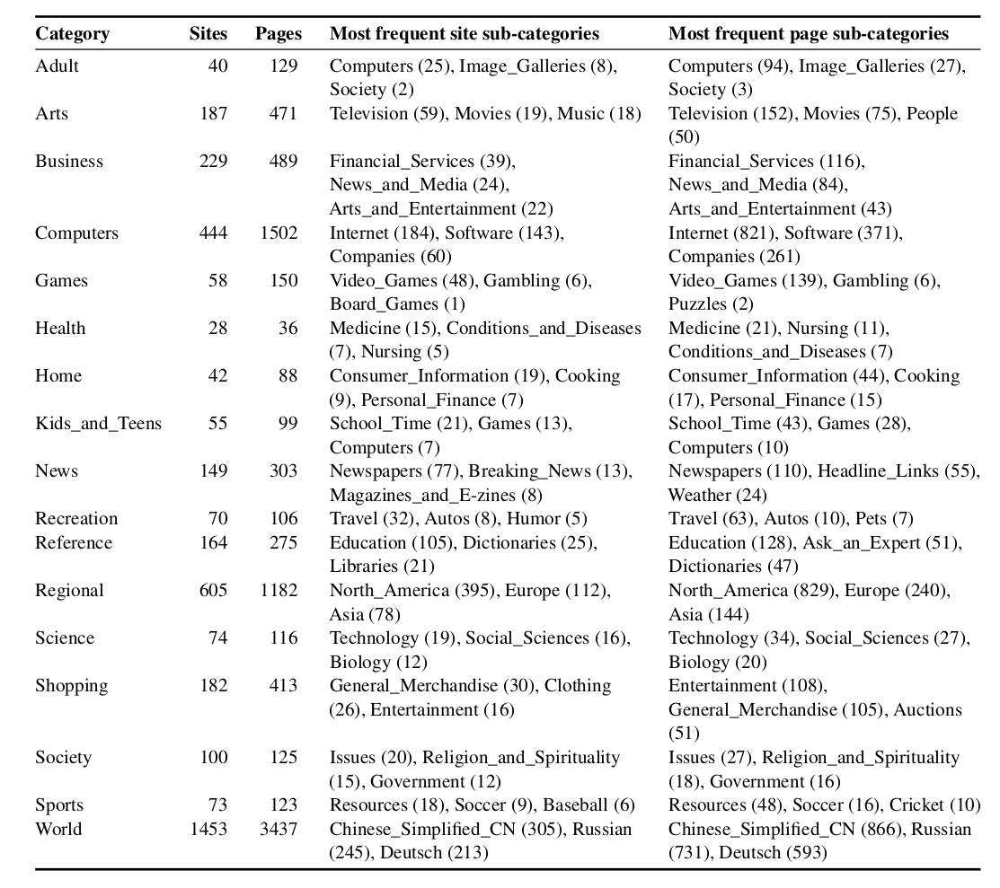 Category Sites Pages Most frequent site sub-categories Most frequent page sub-categories
Adult 40 129 Computers (25), Image_Galleries (8), Computers (94), Image_Galleries (27),
Society (2) Society (3)
Arts 187 471 Television (59), Movies (19), Music (18) Television (152), Movies (75), People
(50)
Business 229 489 Financial_Services (39), Financial_Services (116),
News_and_Media (24), News_and_Media (84),
Arts_and_Entertainment (22) Arts_and_Entertainment (43)
Computers 444 1502 Internet (184), Software (143), Internet (821), Software (371),
Companies (60) Companies (261)
Games 58 150 Video_Games (48), Gambling (6), Video_Games (139), Gambling (6),
Board_Games (1) Puzzles (2)
Health 28 36 Medicine (15), Conditions_and_Diseases Medicine (21), Nursing (11),
(7), Nursing (5) Conditions_and_Diseases (7)
Home 42 88 Consumer_Information (19), Cooking Consumer_Information (44), Cooking
(9), Personal_Finance (7) (17), Personal_Finance (15)
Kids_and_Teens 55 99 School_Time (21), Games (13), School_Time (43), Games (28),
Computers (7) Computers (10)
News 149 303 Newspapers (77), Breaking_News (13), Newspapers (110), Headline_Links (55),
Magazines_and_E-zines (8) Weather (24)
Recreation 70 106 Travel (32), Autos (8), Humor (5) Travel (63), Autos (10), Pets (7)
Reference 164 275 Education (105), Dictionaries (25), Education (128), Ask_an_Expert (51),
Libraries (21) Dictionaries (47)
Regional 605 1182 North_America (395), Europe (112), North_America (829), Europe (240),
Asia (78) Asia (144)
Science 74 116 Technology (19), Social_Sciences (16), Technology (34), Social_Sciences (27),
Biology (12) Biology (20)
Shopping 182 413 General_Merchandise (30), Clothing Entertainment (108),
(26), Entertainment (16) General_Merchandise (105), Auctions
(51)
Society 100 125 Issues (20), Religion_and_Spirituality Issues (27), Religion_and_Spirituality
(15), Government (12) (18), Government (16)
Sports 73 123 Resources (18), Soccer (9), Baseball (6) Resources (48), Soccer (16), Cricket (10)
World 1453 3437 Chinese_Simplified_CN (305), Russian Chinese_Simplified_CN (866), Russian
(245), Deutsch (213) (731), Deutsch (593)